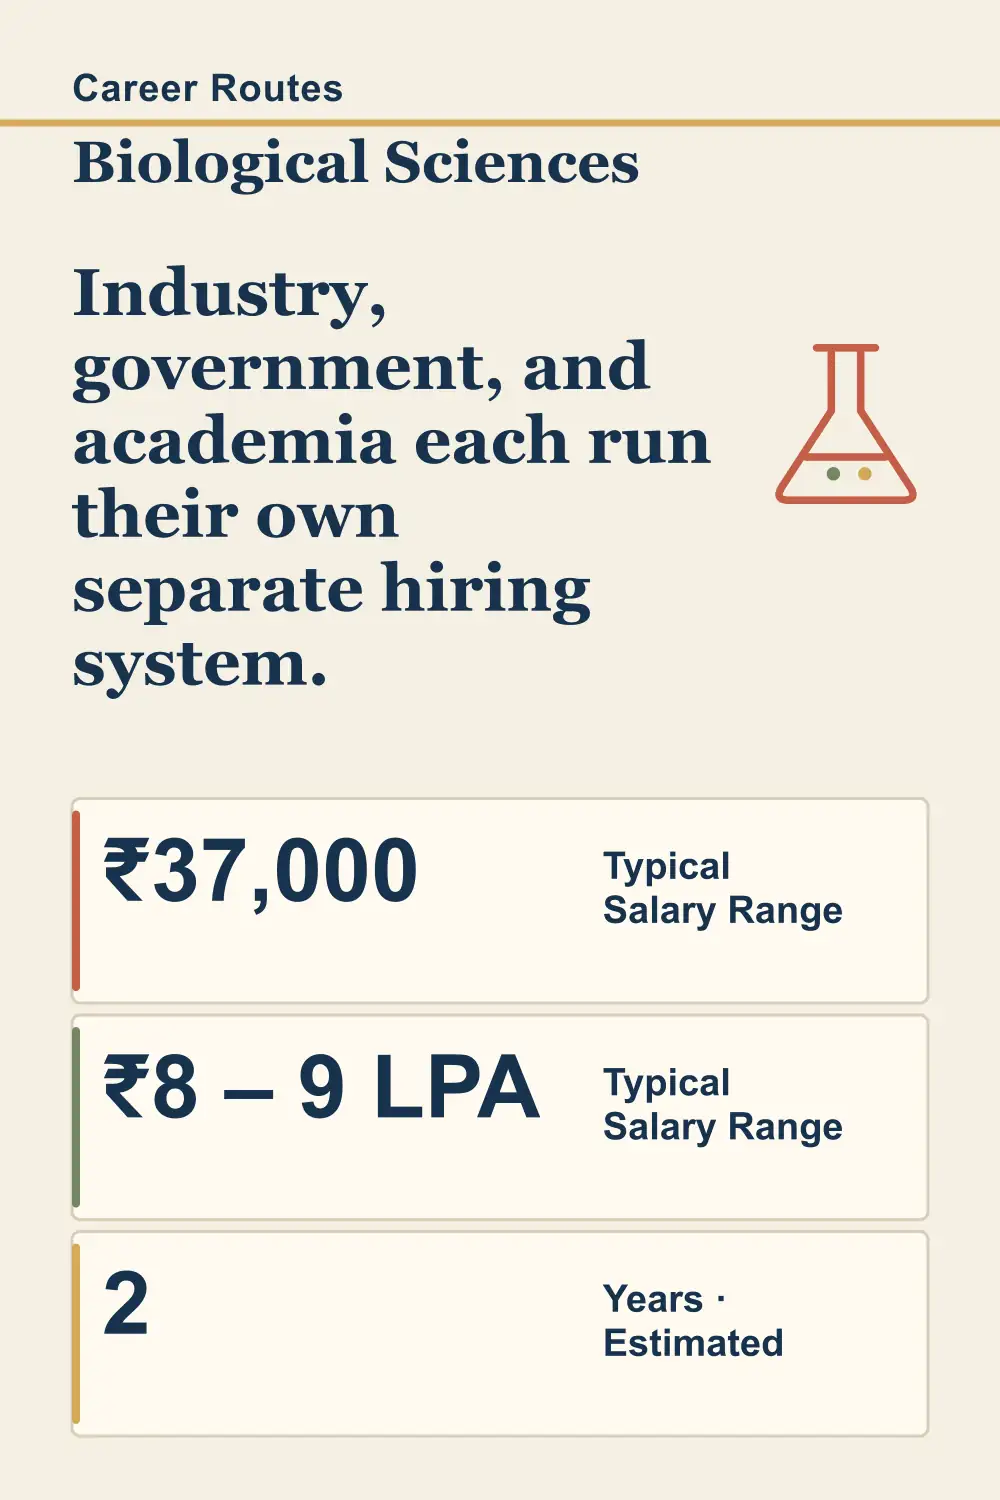 Career Routes
Biological Sciences
Industry,
government, and
academia each run
their own
separate hiring
system.
₹37,000
Typical
Salary Range
₹8 – 9 LPA
Typical
Salary Range
2
Years ·
Estimated